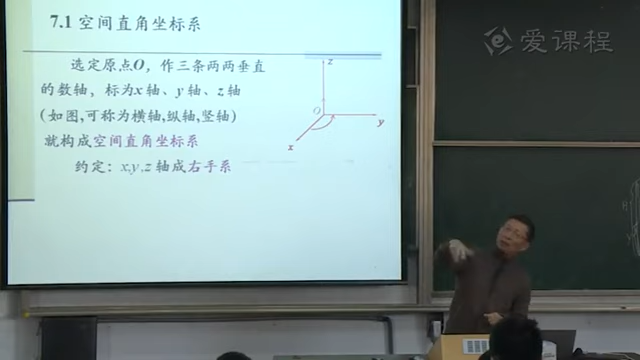 7.1 空间直角坐标系
爱课程
选定原点O，作三条两两垂直
的数轴，标为x轴、y轴、z轴
(如图,可称为横轴,纵轴,竖轴)
就构成空间直角坐标系
约定：x,y,z轴成右手系
z
O
y
x